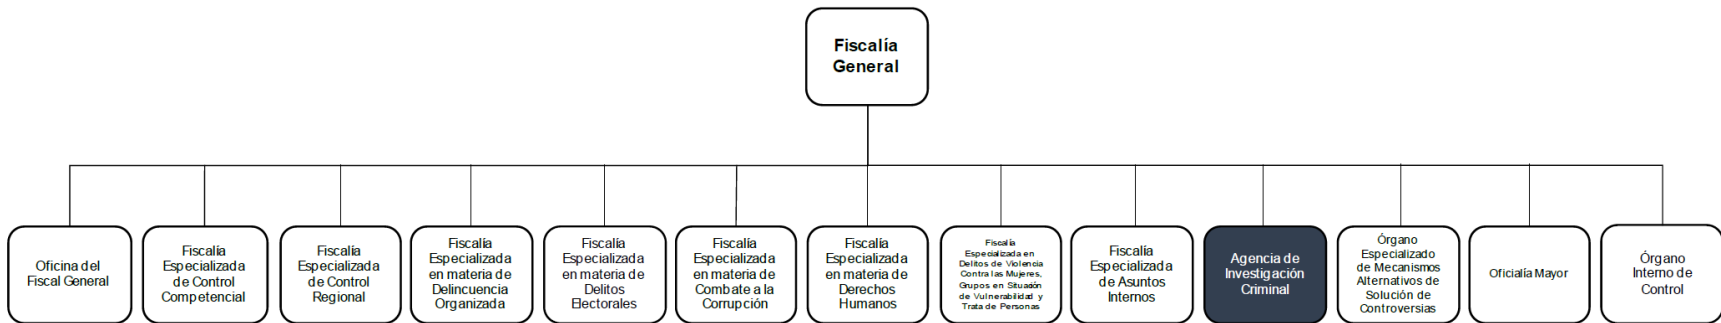 Fiscalía
General
Oficina del
Fiscal General
Fiscalía
Especializada
de Control
Competencial
Fiscalía
Especializada
de Control
Regional
Fiscalía
Especializada
en materia de
Delincuencia
Organizada
Fiscalía
Especializada
en materia de
Delitos
Electorales
Fiscalía
Especializada
en materia de
Combate a la
Corrupción
Fiscalía
Especializada
en materia de
Derechos
Humanos
Fiscalía
Especializada en
Delitos de Violencia
Contra las Mujeres,
Grupos en Situación
de Vulnerabilidad y
Trata de Personas
Fiscalía
Especializada
de Asuntos
Internos
Agencia de
Investigación
Criminal
Órgano
Especializado
de Mecanismos
Alternativos de
Solución de
Controversias
Oficialía Mayor
Órgano
Interno de
Control